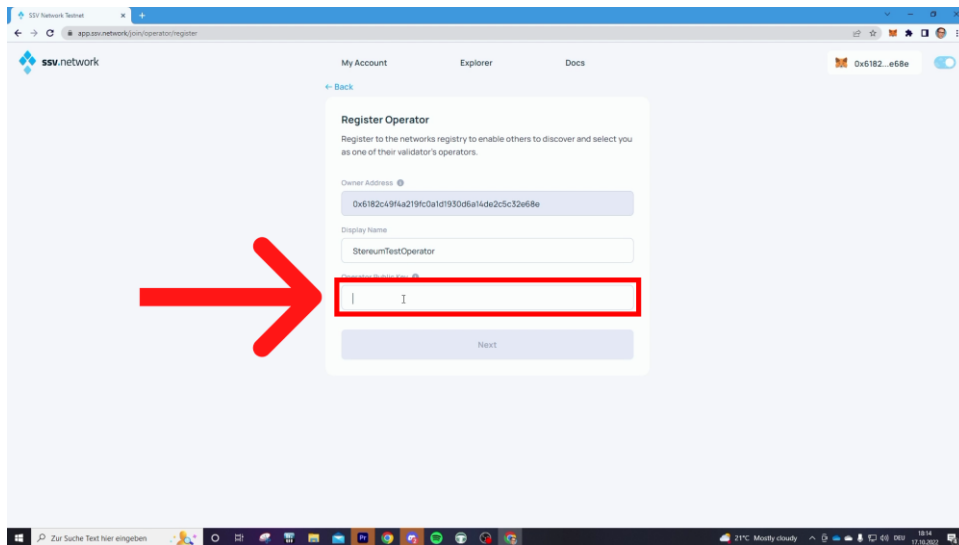 SSV Network Testnet
app.ssv.network/join/operator/register
ssv.network
My Account
Explorer
Docs
0x6182...e68e
← Back
Register Operator
Register to the networks registry to enable others to discover and select you
as one of their validator's operators.
Owner Address
0x6182c49f4a219fc0a1d1930d6a14de2c5c32e68e
Display Name
StereumTestOperator
Operator Public Key
Next
Zur Suche Text hier eingeben
21°C Mostly cloudy
DEU
18:14
17.10.2022